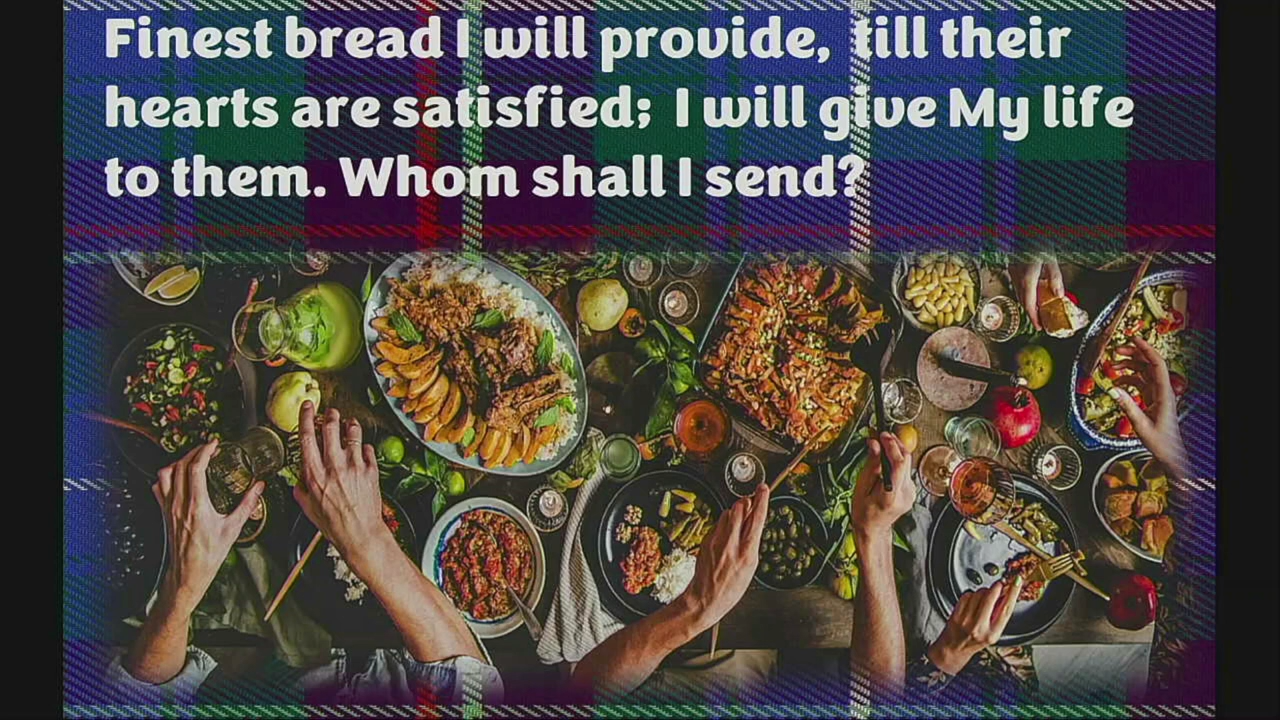 Finest bread I will provide, till their
hearts are satisfied; I will give My life
to them. Whom shall I send?